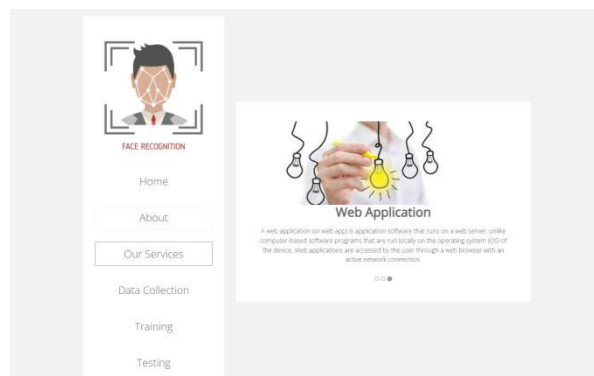 FACE RECOGNITION
Home
About
Our Services
Data Collection
Training
Testing
Web Application
A web application (or web app) is application software that runs on a web server, unlike
computer-based software programs that are run locally on the operating system (OS) of
the device. Web applications are accessed by the user through a web browser with an
active network connection.